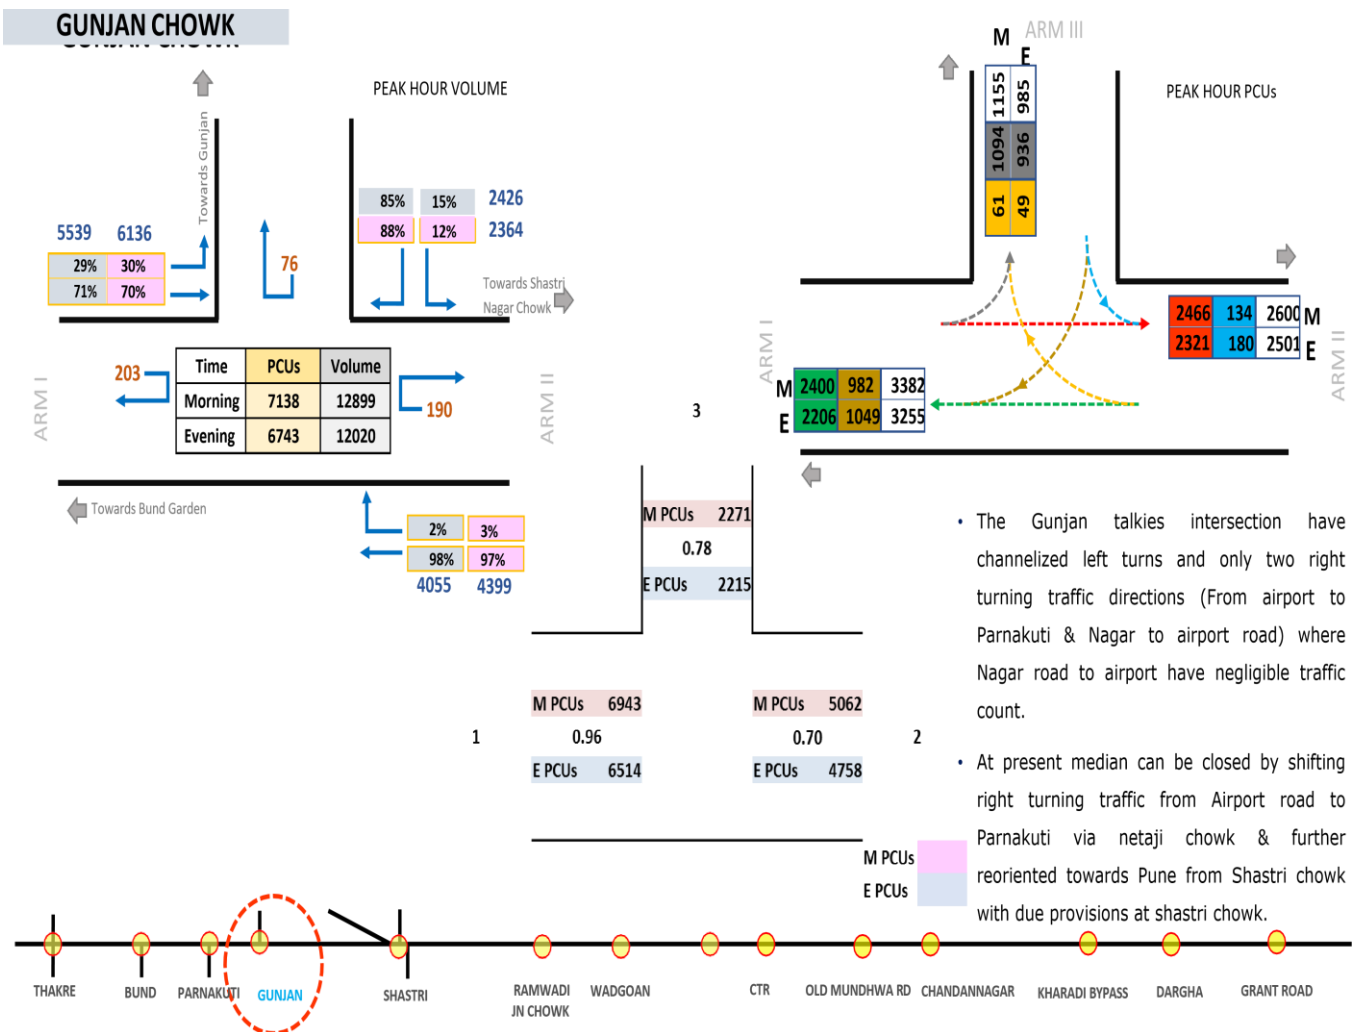 GUNJAN CHOWK
GUNJAN CHOWK
PEAK HOUR VOLUME
Towards Gunjan
5539 6136
29% 30%
71% 70%
76
85% 15% 2426
88% 12% 2364
Towards Shastri
Nagar Chowk
203
Time PCUs Volume
Morning 7138 12899
Evening 6743 12020
190
ARM I
ARM II
Towards Bund Garden
2% 3%
98% 97%
4055 4399
ARM III
M
E
1155 985
1094 936
61 49
PEAK HOUR PCUs
ARM I
2466 134 2600 M
2321 180 2501 E
ARM II
M 2400 982 3382
E 2206 1049 3255
3
M PCUs 2271
0.78
E PCUs 2215
M PCUs 6943
1 0.96
E PCUs 6514
M PCUs 5062
0.70 2
E PCUs 4758
M PCUs
E PCUs
• The Gunjan talkies intersection have
channelized left turns and only two right
turning traffic directions (From airport to
Parnakuti & Nagar to airport road) where
Nagar road to airport have negligible traffic
count.
• At present median can be closed by shifting
right turning traffic from Airport road to
Parnakuti via netaji chowk & further
reoriented towards Pune from Shastri chowk
with due provisions at shastri chowk.
THAKRE BUND PARNAKUTI GUNJAN SHASTRI RAMWADI WADGOAN CTR OLD MUNDHWA RD CHANDANNAGAR KHARADI BYPASS DARGHA GRANT ROAD
JN CHOWK